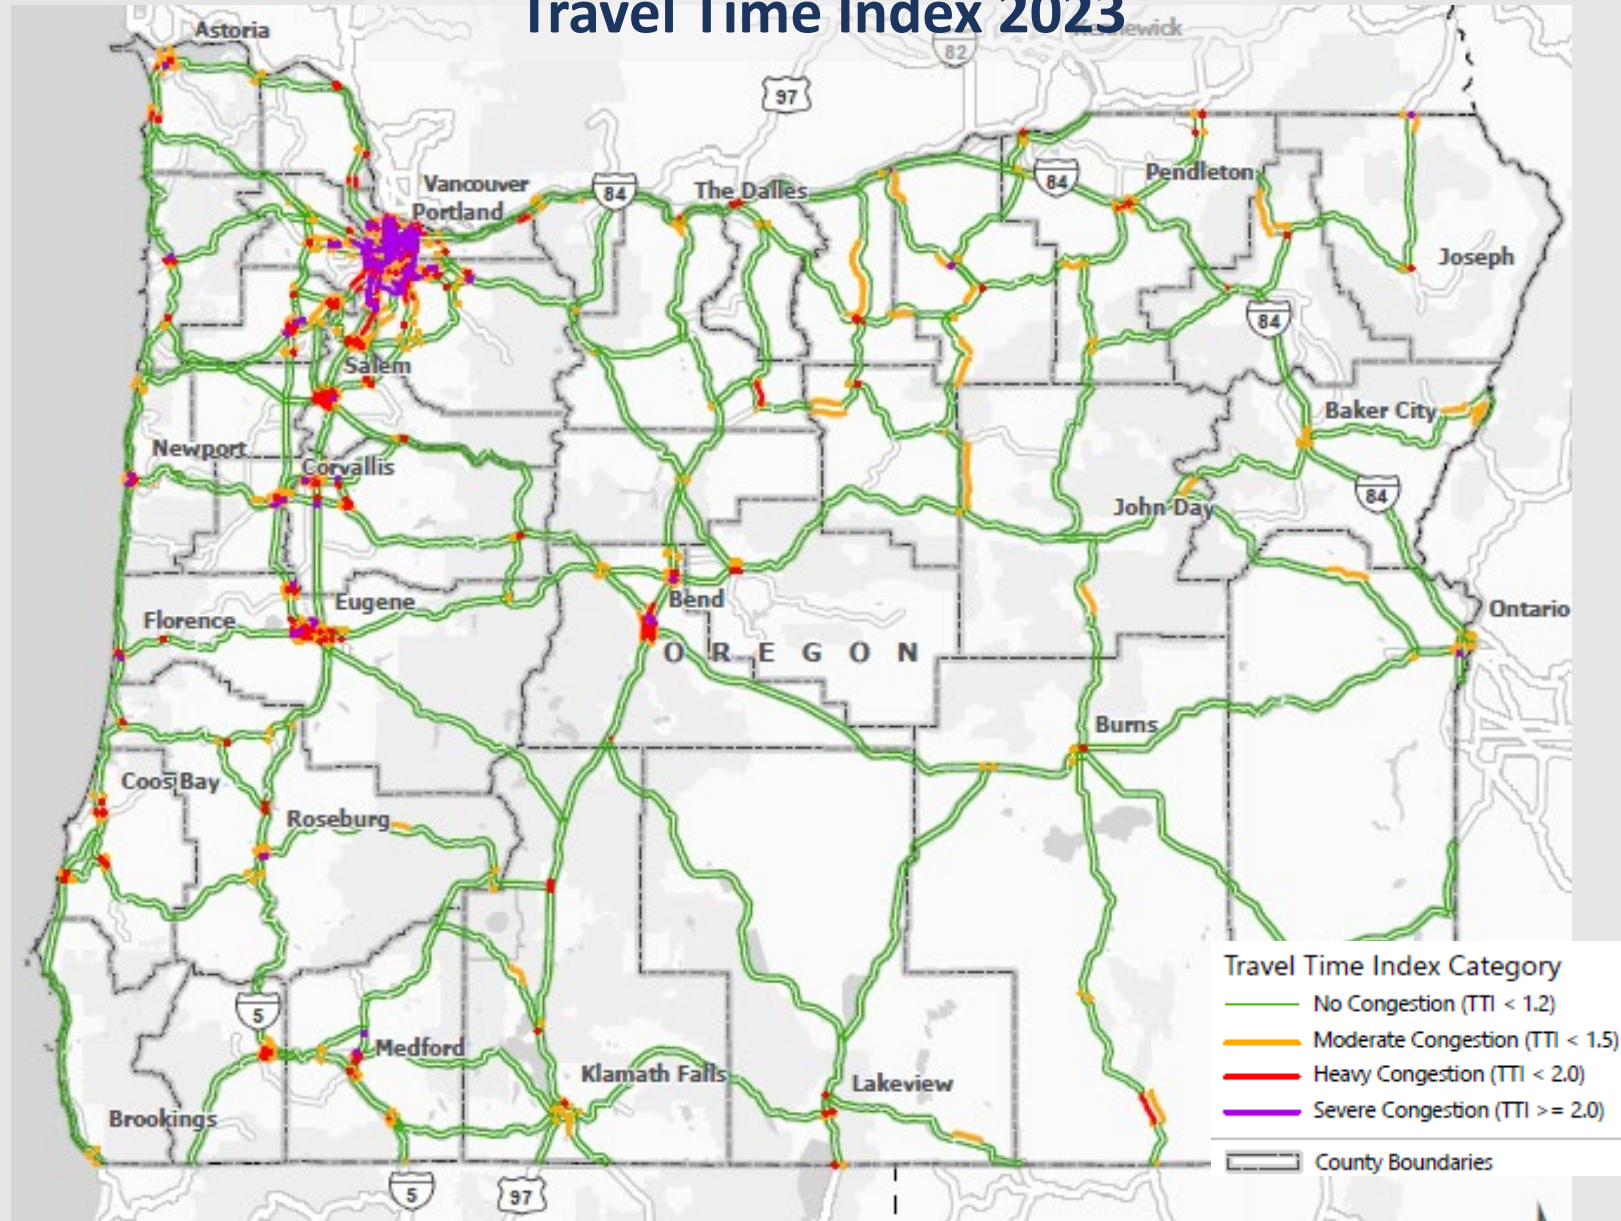 Travel Time Index 2023
Astoria
Kennewick
82
97
Vancouver
Portland
84
The Dalles
84
Pendleton
Joseph
84
Salem
Baker City
Newport
Corvallis
84
John Day
Eugene
Bend
Florence
Ontario
OREGON
Burns
Coos Bay
Roseburg
5
Medford
Klamath Falls
Lakeview
Brookings
5
97
Travel Time Index Category
No Congestion (TTI < 1.2)
Moderate Congestion (TTI < 1.5)
Heavy Congestion (TTI < 2.0)
Severe Congestion (TTI >= 2.0)
County Boundaries